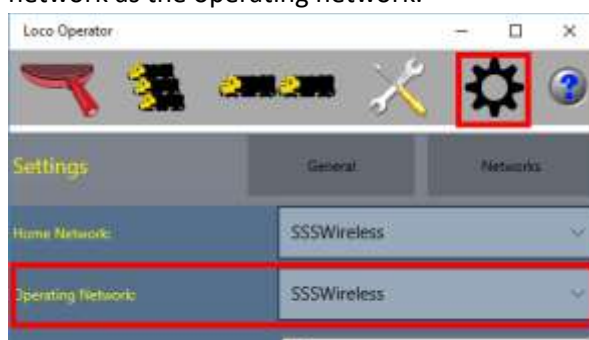 network as the operating network.
Loco Operator
Settings
General
Networks
Home Network:
SSSWireless
Operating Network:
SSSWireless